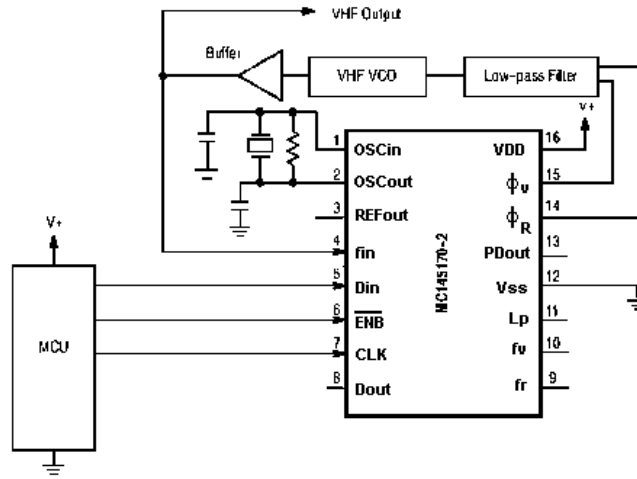 VHF Output
Buffer
VHF VCO
Low-pass Filter
V+
1 OSCin
2 OSCout
3 REFout
4 fin
5 Din
6 ENB
7 CLK
8 Dout
MC145170-2
VDD 16
ϕv 15
ϕR 14
PDout 13
Vss 12
Lp 11
fv 10
fr 9
V+
MCU